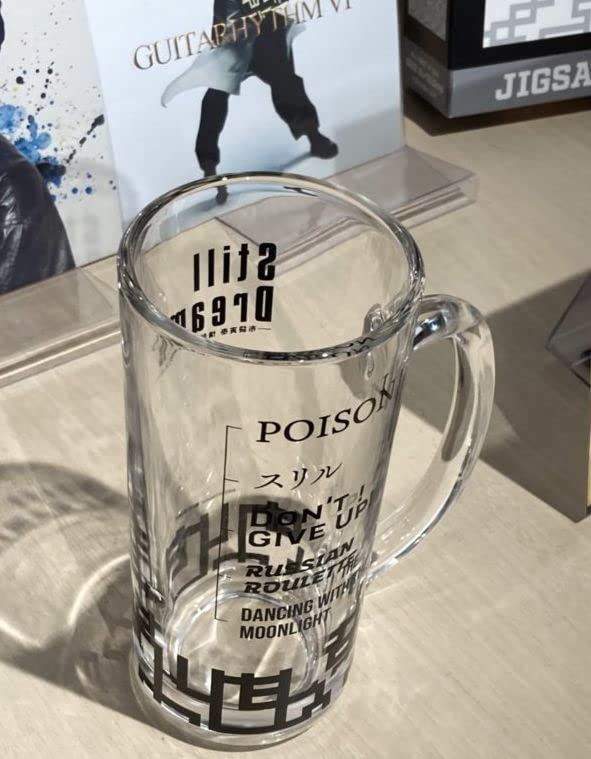 GUITARHYTHM VI
JIGSA
Still
Dream
POISON
スリル
DON'T!
GIVE UP
RUSSIAN
ROULETTE
DANCING WITH
MOONLIGHT